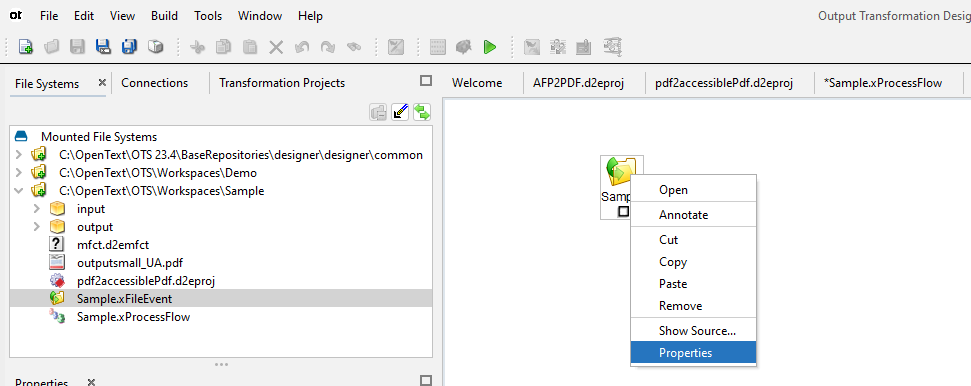 ot File Edit View Build Tools Window Help Output Transformation Desig
File Systems × Connections Transformation Projects Welcome AFP2PDF.d2eproj pdf2accessiblePdf.d2eproj *Sample.xProcessFlow
Mounted File Systems
C:\OpenText\OTS 23.4\BaseRepositories\designer\designer\common
C:\OpenText\OTS\Workspaces\Demo
C:\OpenText\OTS\Workspaces\Sample
input
output
mfct.d2emfct
outputsmall_UA.pdf
pdf2accessiblePdf.d2eproj
Sample.xFileEvent
Sample.xProcessFlow
Samp
Open
Annotate
Cut
Copy
Paste
Remove
Show Source...
Properties
Properties ×